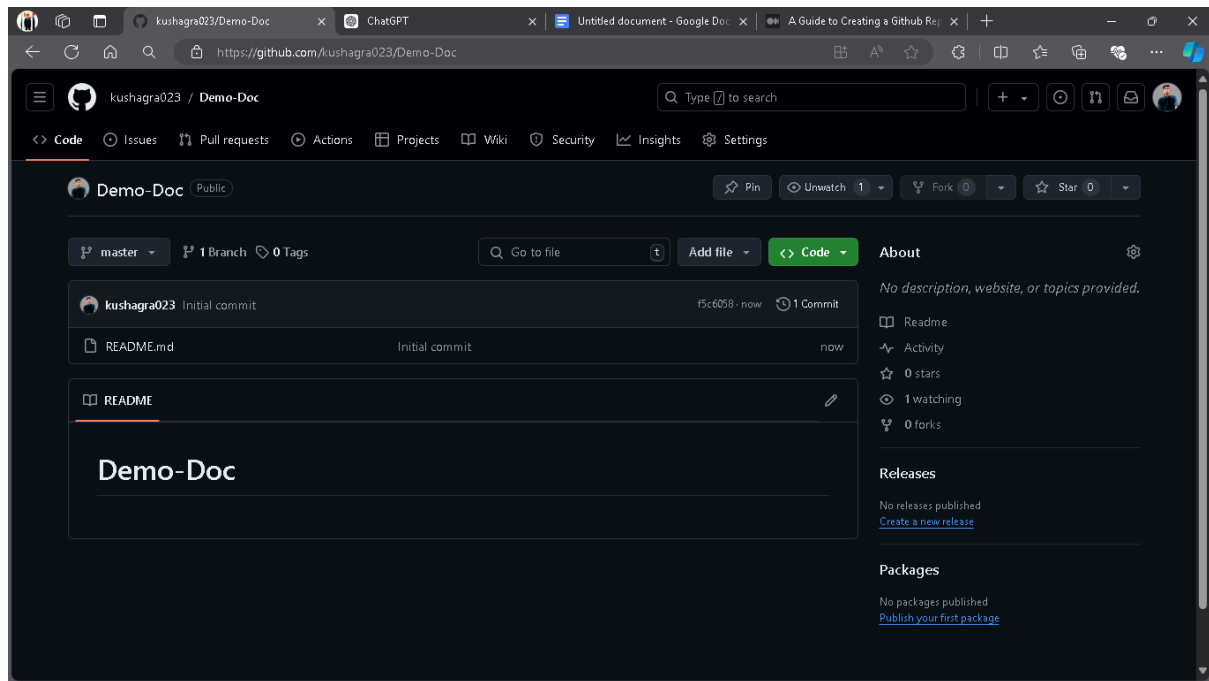 kushagra023/Demo-Doc
ChatGPT
Untitled document - Google Doc
A Guide to Creating a Github Rep
https://github.com/kushagra023/Demo-Doc
kushagra023 / Demo-Doc
Type / to search
Code Issues Pull requests Actions Projects Wiki Security Insights Settings
Demo-Doc Public
Pin Unwatch 1 Fork 0 Star 0
master 1 Branch 0 Tags Go to file t Add file Code
kushagra023 Initial commit f5c6058 · now 1 Commit
README.md Initial commit now
README
Demo-Doc
About
No description, website, or topics provided.
Readme
Activity
0 stars
1 watching
0 forks
Releases
No releases published
Create a new release
Packages
No packages published
Publish your first package